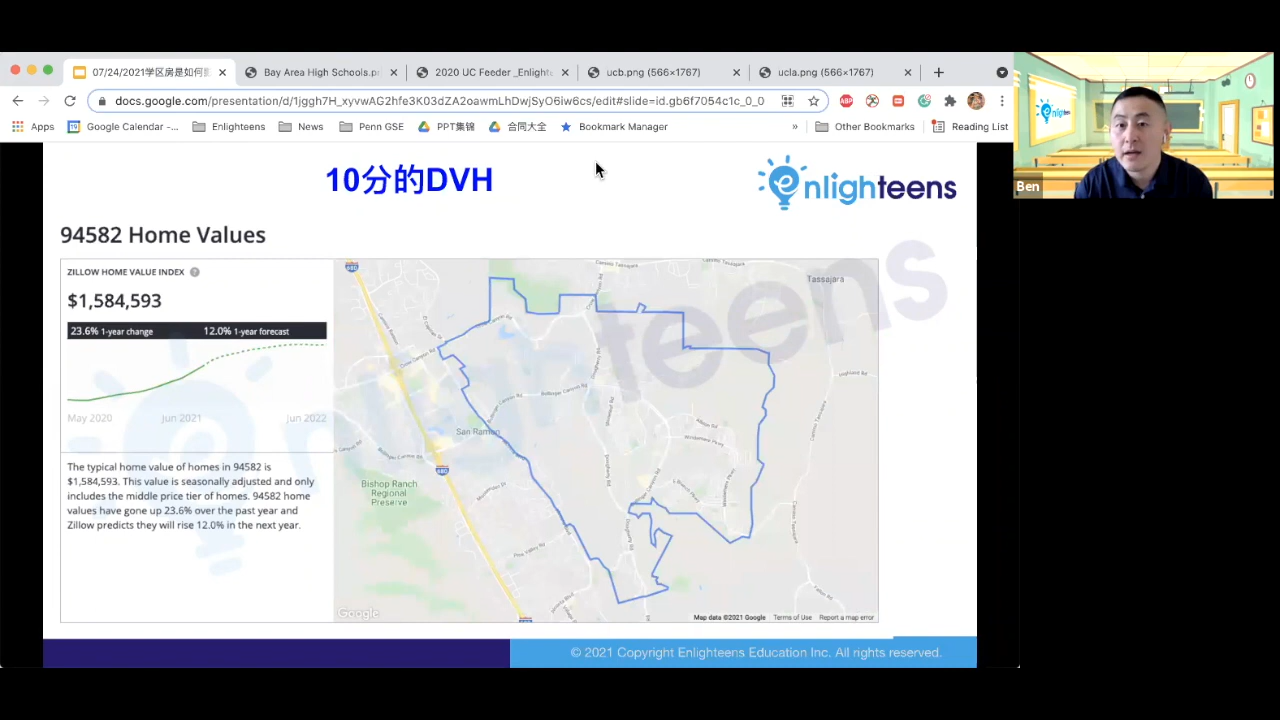 07/24/2021学区房是如何
Bay Area High Schools.p
2020 UC Feeder _Enlight
ucb.png (566×1767)
ucla.png (566×1767)
docs.google.com/presentation/d/1jggh7H_xyvwAG2hfe3K03dZA2oawmLhDwjSyO6iw6cs/edit#slide=id.gb6f7054c1c_0_0
ABP
Apps
Google Calendar -...
Enlighteens
News
Penn GSE
PPT集锦
合同大全
Bookmark Manager
»
Other Bookmarks
Reading List
Ben
10分的DVH
enlighteens
94582 Home Values
ZILLOW HOME VALUE INDEX ?
$1,584,593
23.6% 1-year change
12.0% 1-year forecast
May 2020
Jun 2021
Jun 2022
The typical home value of homes in 94582 is
$1,584,593. This value is seasonally adjusted and only
includes the middle price tier of homes. 94582 home
values have gone up 23.6% over the past year and
Zillow predicts they will rise 12.0% in the next year.
enlighteens
680
Tassajara
San Ramon
680
Bishop Ranch
Regional
Preserve
Google
Map data ©2021 Google
Terms of Use
Report a map error
© 2021 Copyright Enlighteens Education Inc. All rights reserved.